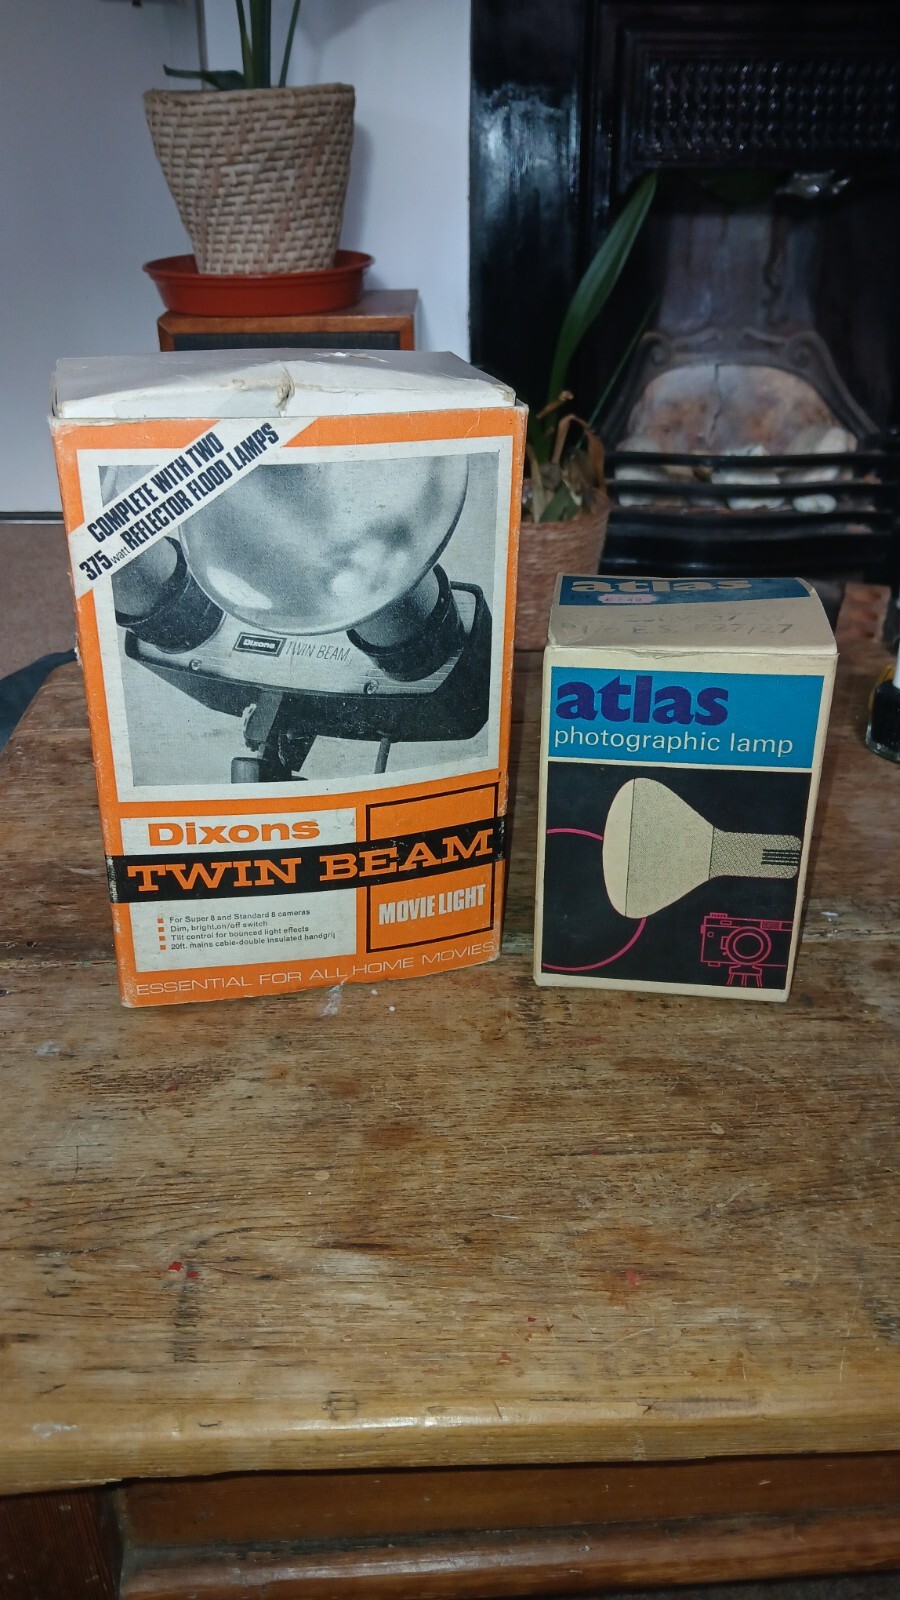 COMPLETE WITH TWO
375 watt REFLECTOR FLOOD LAMPS
Dixons TWIN BEAM
Dixons
TWIN BEAM
MOVIE LIGHT
For Super 8 and Standard 8 cameras
Dim, bright, on/off switch
Tilt control for bounced light effects
20ft. mains cable-double insulated handgrip
ESSENTIAL FOR ALL HOME MOVIES
atlas
ES
atlas
photographic lamp